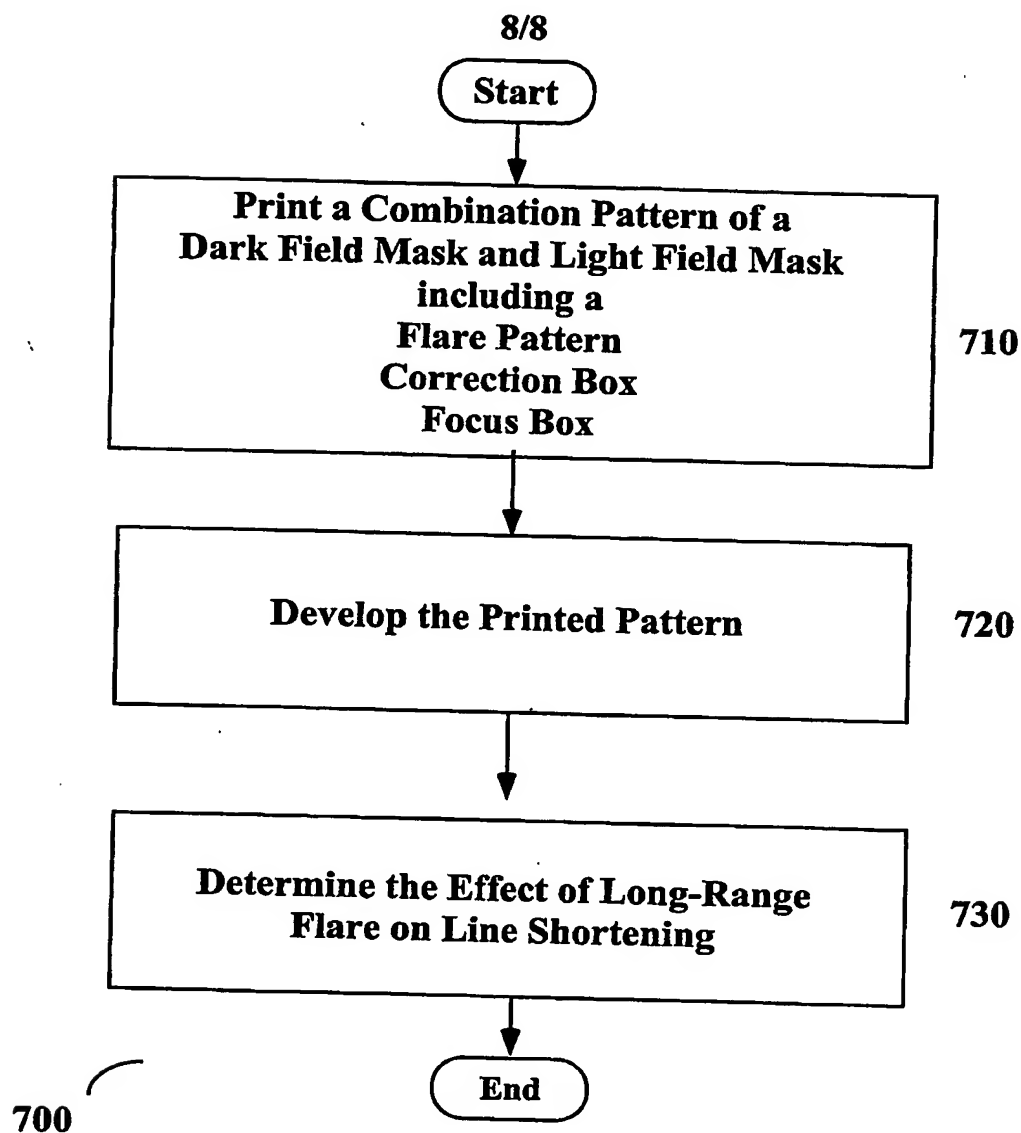 8/8
Start
Print a Combination Pattern of a
Dark Field Mask and Light Field Mask
including a
Flare Pattern
Correction Box
Focus Box
710
Develop the Printed Pattern
720
Determine the Effect of Long-Range
Flare on Line Shortening
730
End
700